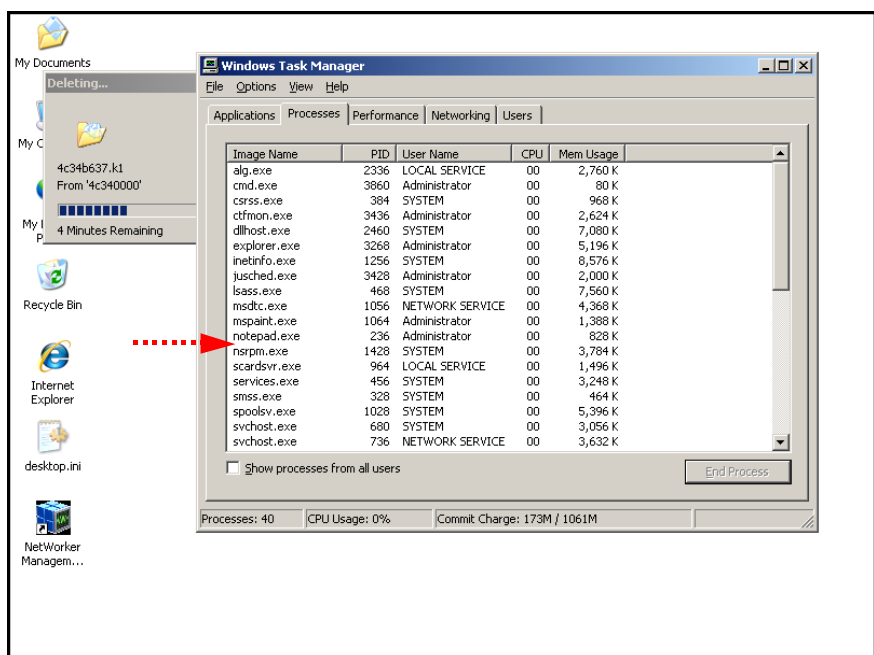 My Documents
Deleting...
My C
4c34b637.k1
From '4c340000'
My I
P
4 Minutes Remaining
Recycle Bin
Internet
Explorer
desktop.ini
NetWorker
Managem...
Windows Task Manager
File Options View Help
Applications Processes Performance Networking Users
Image Name PID User Name CPU Mem Usage
alg.exe 2336 LOCAL SERVICE 00 2,760 K
cmd.exe 3860 Administrator 00 80 K
csrss.exe 384 SYSTEM 00 968 K
ctfmon.exe 3436 Administrator 00 2,624 K
dllhost.exe 2460 SYSTEM 00 7,080 K
explorer.exe 3268 Administrator 00 5,196 K
inetinfo.exe 1256 SYSTEM 00 8,576 K
jusched.exe 3428 Administrator 00 2,000 K
lsass.exe 468 SYSTEM 00 7,560 K
msdtc.exe 1056 NETWORK SERVICE 00 4,368 K
mspaint.exe 1064 Administrator 00 1,388 K
notepad.exe 236 Administrator 00 828 K
nsrpm.exe 1428 SYSTEM 00 3,784 K
scardsvr.exe 964 LOCAL SERVICE 00 1,496 K
services.exe 456 SYSTEM 00 3,248 K
smss.exe 328 SYSTEM 00 464 K
spoolsv.exe 1028 SYSTEM 00 5,396 K
svchost.exe 680 SYSTEM 00 3,056 K
svchost.exe 736 NETWORK SERVICE 00 3,632 K
Show processes from all users
End Process
Processes: 40 CPU Usage: 0% Commit Charge: 173M / 1061M